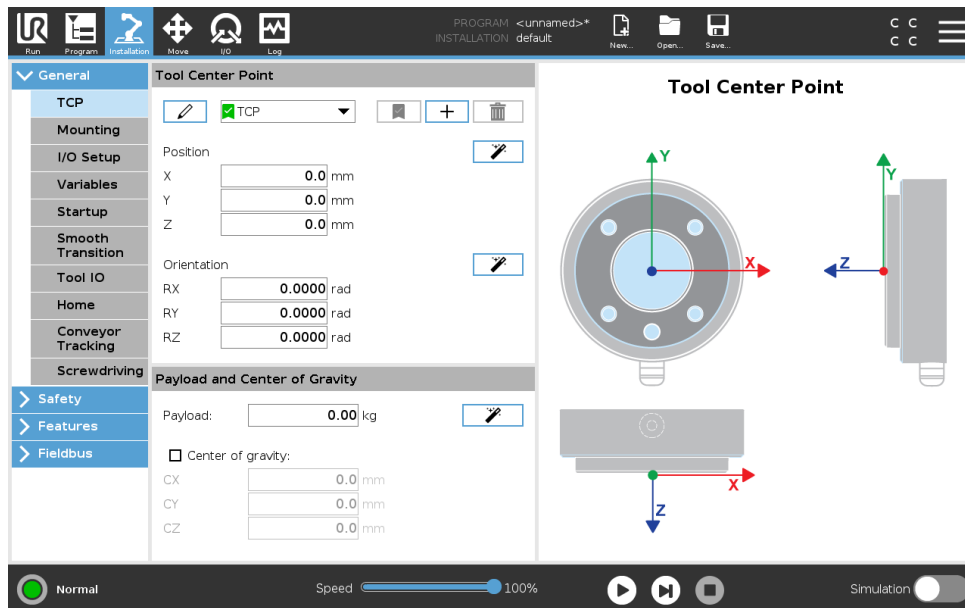 PROGRAM <unnamed>*
INSTALLATION default
Run Program Installation Move I/O Log New... Open... Save...
C C
C C
General
TCP
Mounting
I/O Setup
Variables
Startup
Smooth
Transition
Tool IO
Home
Conveyor
Tracking
Screwdriving
Safety
Features
Fieldbus
Tool Center Point
TCP
Position
X 0.0 mm
Y 0.0 mm
Z 0.0 mm
Orientation
RX 0.0000 rad
RY 0.0000 rad
RZ 0.0000 rad
Payload and Center of Gravity
Payload: 0.00 kg
Center of gravity:
CX 0.0 mm
CY 0.0 mm
CZ 0.0 mm
Tool Center Point
Y
X
Y
Z
X
Z
Normal
Speed 100%
Simulation